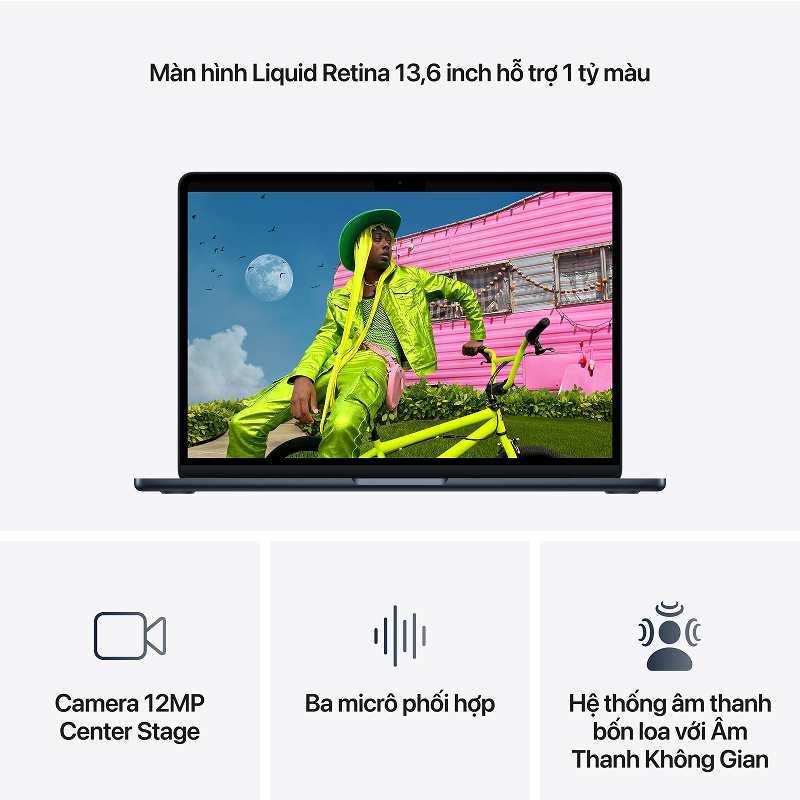 Màn hình Liquid Retina 13,6 inch hỗ trợ 1 tỷ màu
Camera 12MP
Center Stage
Ba micrô phối hợp
Hệ thống âm thanh
bốn loa với Âm
Thanh Không Gian